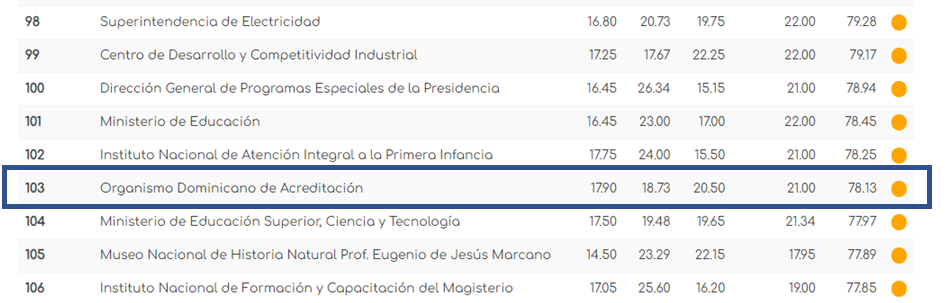 98 Superintendencia de Electricidad 16.80 20.73 19.75 22.00 79.28
99 Centro de Desarrollo y Competitividad Industrial 17.25 17.67 22.25 22.00 79.17
100 Dirección General de Programas Especiales de la Presidencia 16.45 26.34 15.15 21.00 78.94
101 Ministerio de Educación 16.45 23.00 17.00 22.00 78.45
102 Instituto Nacional de Atención Integral a la Primera Infancia 17.75 24.00 15.50 21.00 78.25
103 Organismo Dominicano de Acreditación 17.90 18.73 20.50 21.00 78.13
104 Ministerio de Educación Superior, Ciencia y Tecnología 17.50 19.48 19.65 21.34 77.97
105 Museo Nacional de Historia Natural Prof. Eugenio de Jesús Marcano 14.50 23.29 22.15 17.95 77.89
106 Instituto Nacional de Formación y Capacitación del Magisterio 17.05 25.60 16.20 19.00 77.85